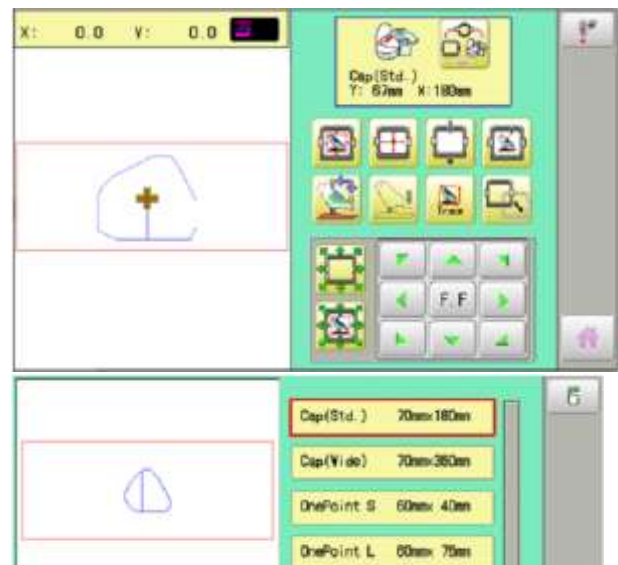 X: 0.0 Y: 0.0
Cap(Std.)
Y: 67mm X:180mm
Trace
F.F
Cap(Std.) 70mm×180mm
Cap(Wide) 70mm×360mm
OnePoint S 60mm× 40mm
OnePoint L 60mm× 75mm